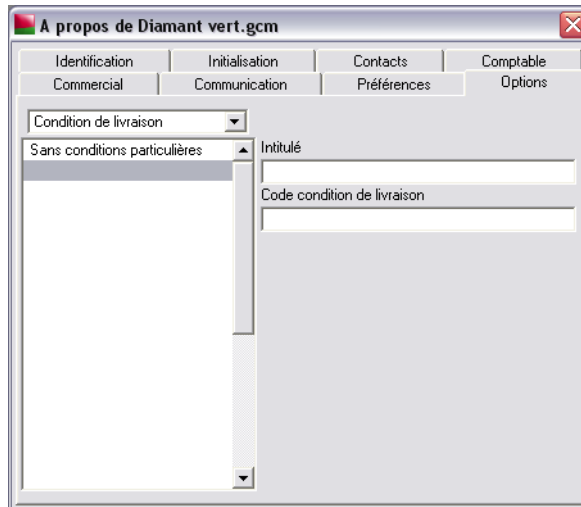 A propos de Diamant vert.gcm
Identification Initialisation Contacts Comptable
Commercial Communication Préférences Options
Condition de livraison
Sans conditions particulières
Intitulé
Code condition de livraison